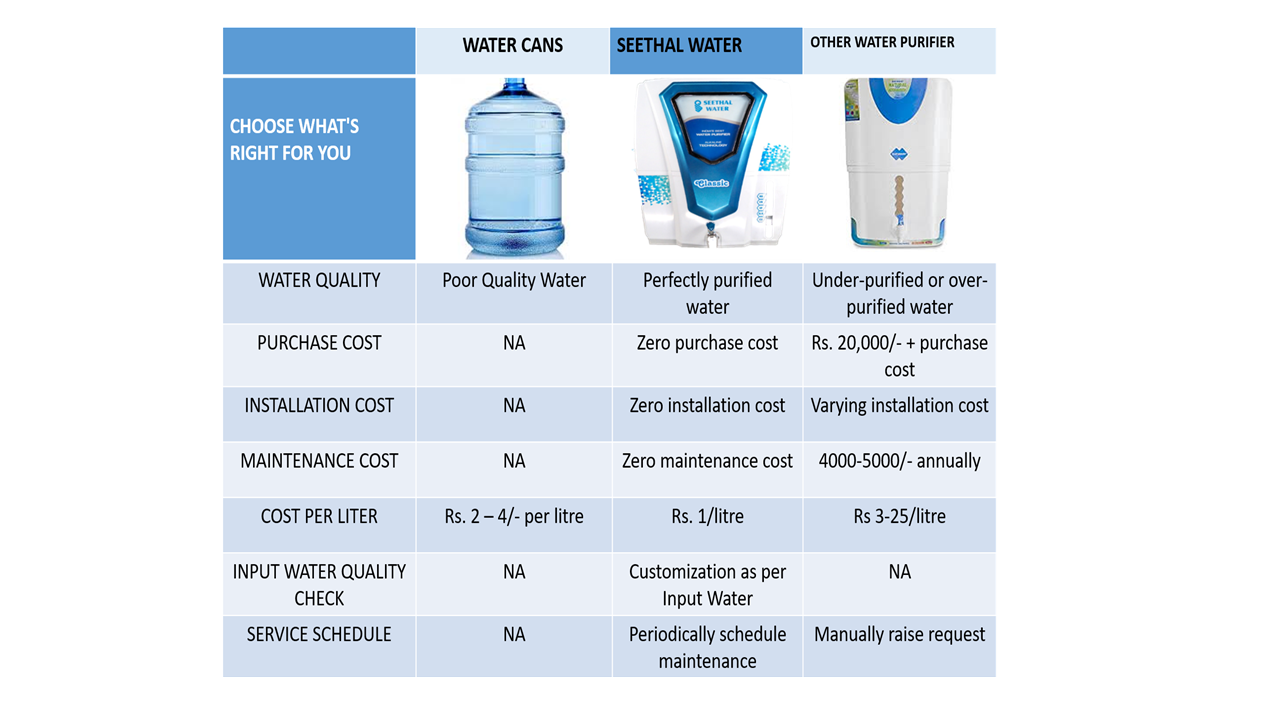 WATER CANS
SEETHAL WATER
OTHER WATER PURIFIER
CHOOSE WHAT'S
RIGHT FOR YOU
SEETHAL
WATER
WATER PURIFIER
TECHNOLOGY
Classic
WATER QUALITY
Poor Quality Water
Perfectly purified
water
Under-purified or over-
purified water
PURCHASE COST
NA
Zero purchase cost
Rs. 20,000/- + purchase
cost
INSTALLATION COST
NA
Zero installation cost
Varying installation cost
MAINTENANCE COST
NA
Zero maintenance cost
4000-5000/- annually
COST PER LITER
Rs. 2 – 4/- per litre
Rs. 1/litre
Rs 3-25/litre
INPUT WATER QUALITY
CHECK
NA
Customization as per
Input Water
NA
SERVICE SCHEDULE
NA
Periodically schedule
maintenance
Manually raise request